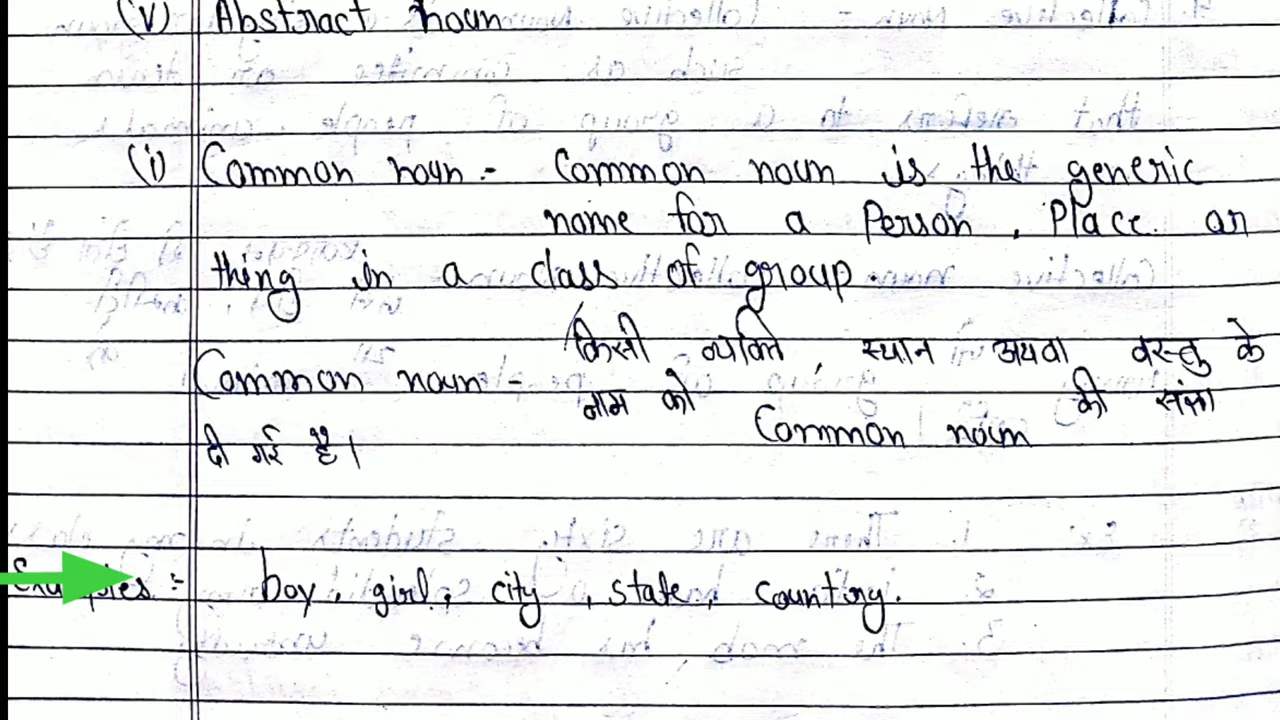 (v) Abstract noun
(i) Common noun :- Common noun is the generic
name for a Person, Place or
thing in a class of group
किसी व्यक्ति, स्थान अथवा वस्तु के
Common noun - नाम को Common noun की संज्ञा
दी गई है।
Examples :- boy, girl, city, state, country.